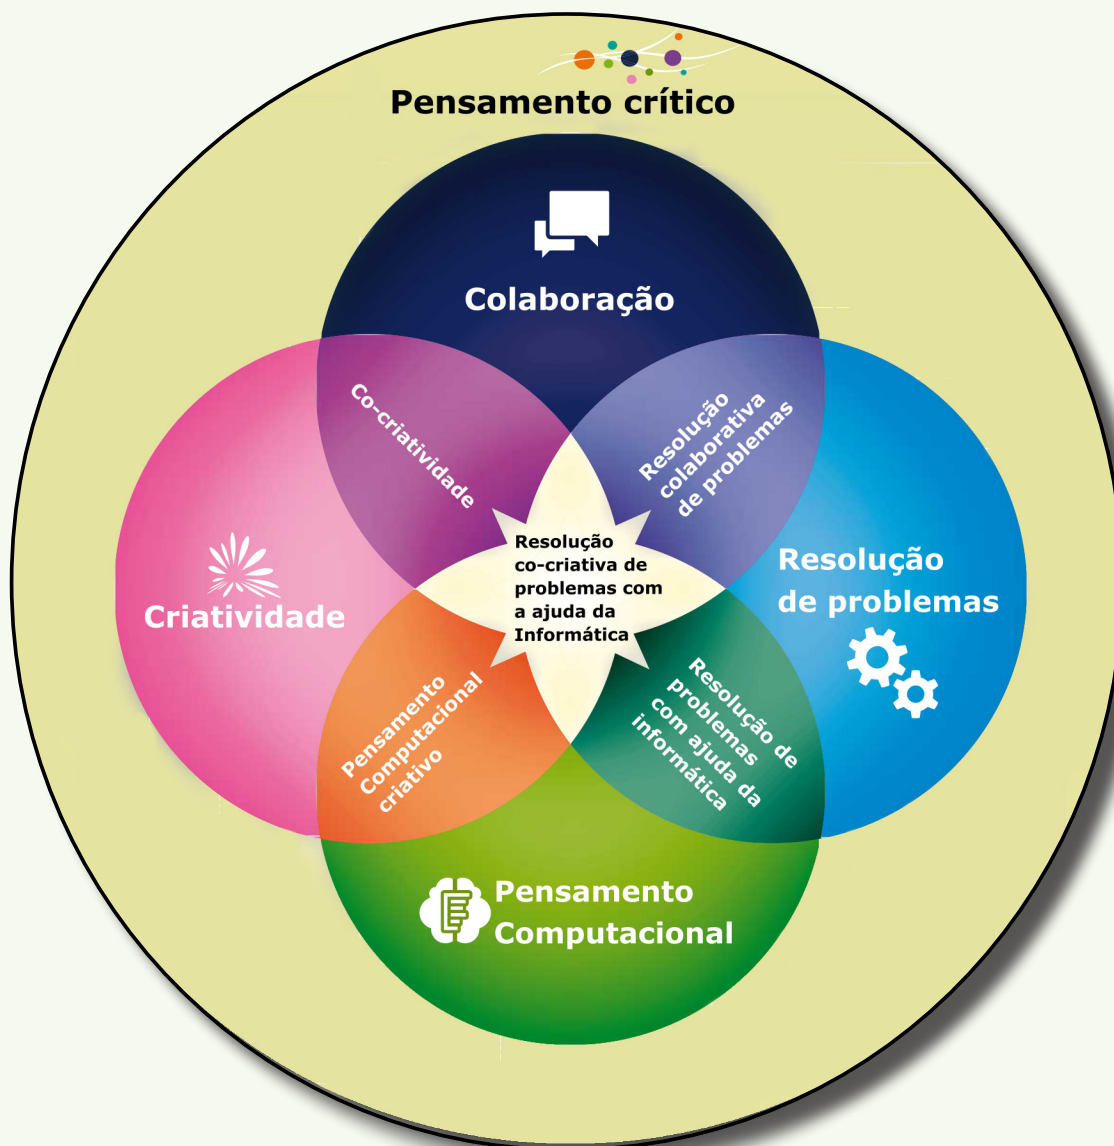 Pensamento crítico
Colaboração
Co-criatividade
Resolução
colaborativa
de problemas
Criatividade
Resolução
co-criativa de
problemas com
a ajuda da
Informática
Resolução
de problemas
Pensamento
Computacional
criativo
Resolução de
problemas
com ajuda da
informática
Pensamento
Computacional